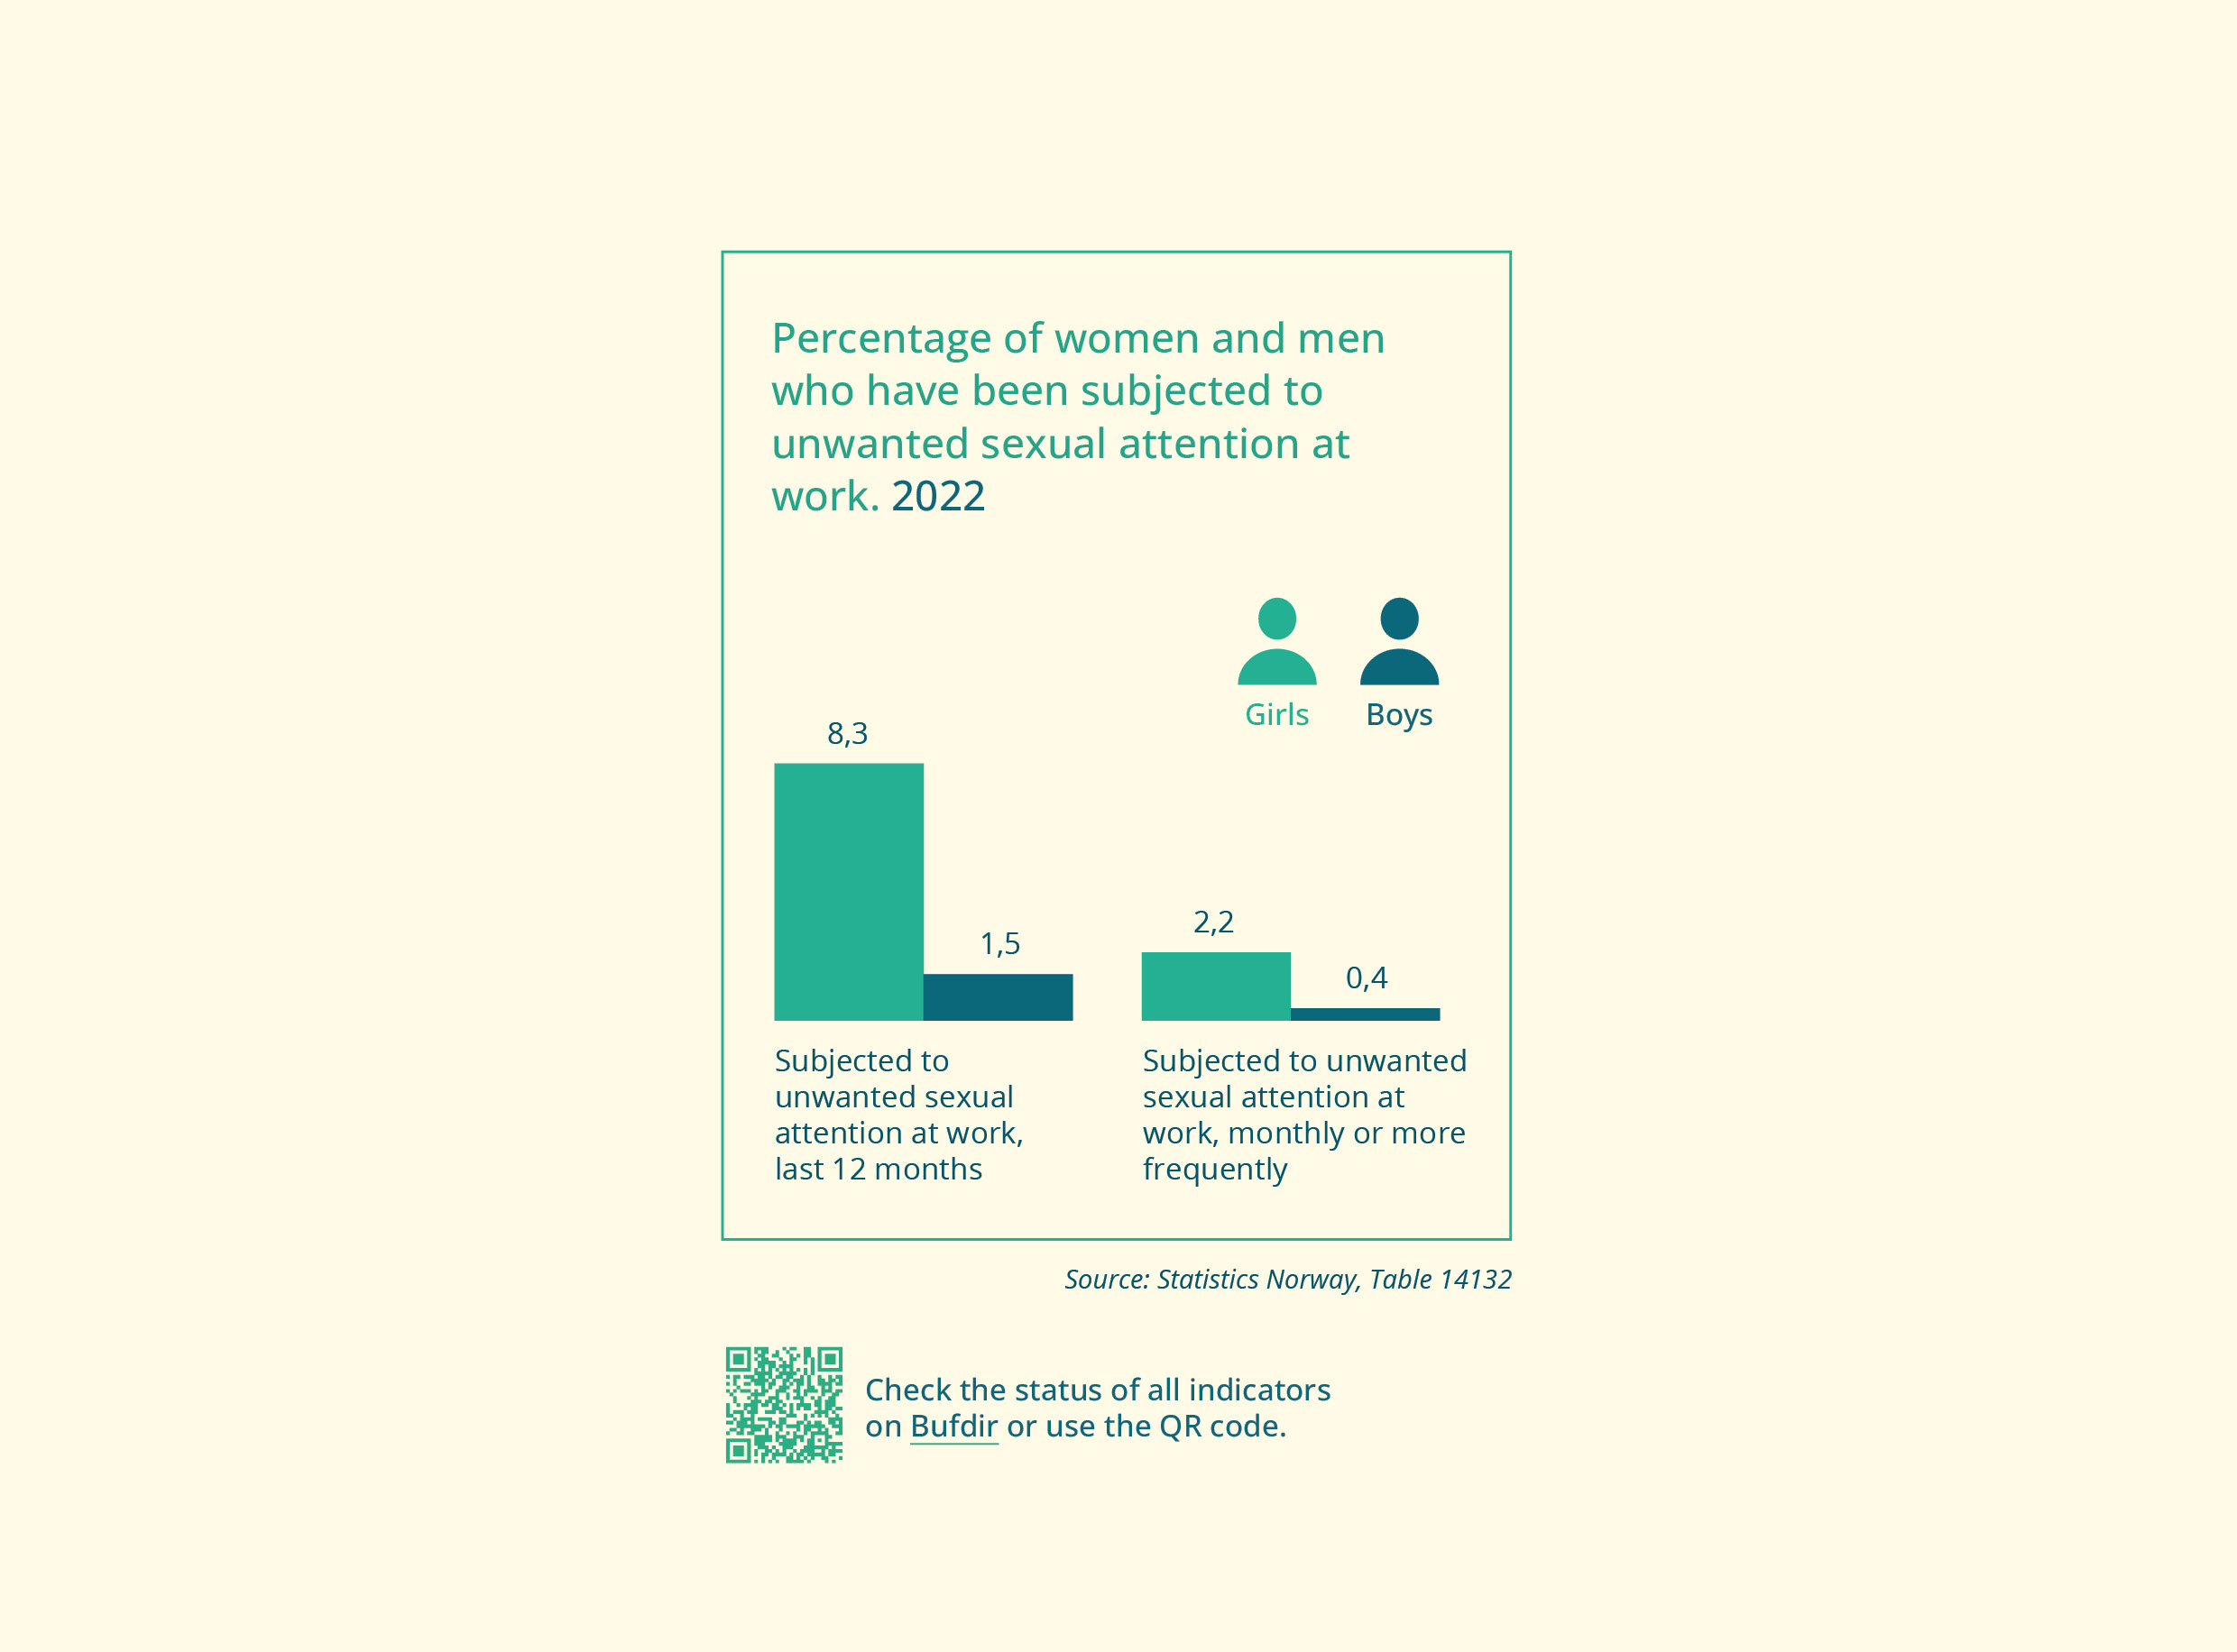 Percentage of women and men
who have been subjected to
unwanted sexual attention at
work. 2022
Girls
Boys
8,3
1,5
2,2
0,4
Subjected to
unwanted sexual
attention at work,
last 12 months
Subjected to unwanted
sexual attention at
work, monthly or more
frequently
Source: Statistics Norway, Table 14132
Check the status of all indicators
on Bufdir or use the QR code.